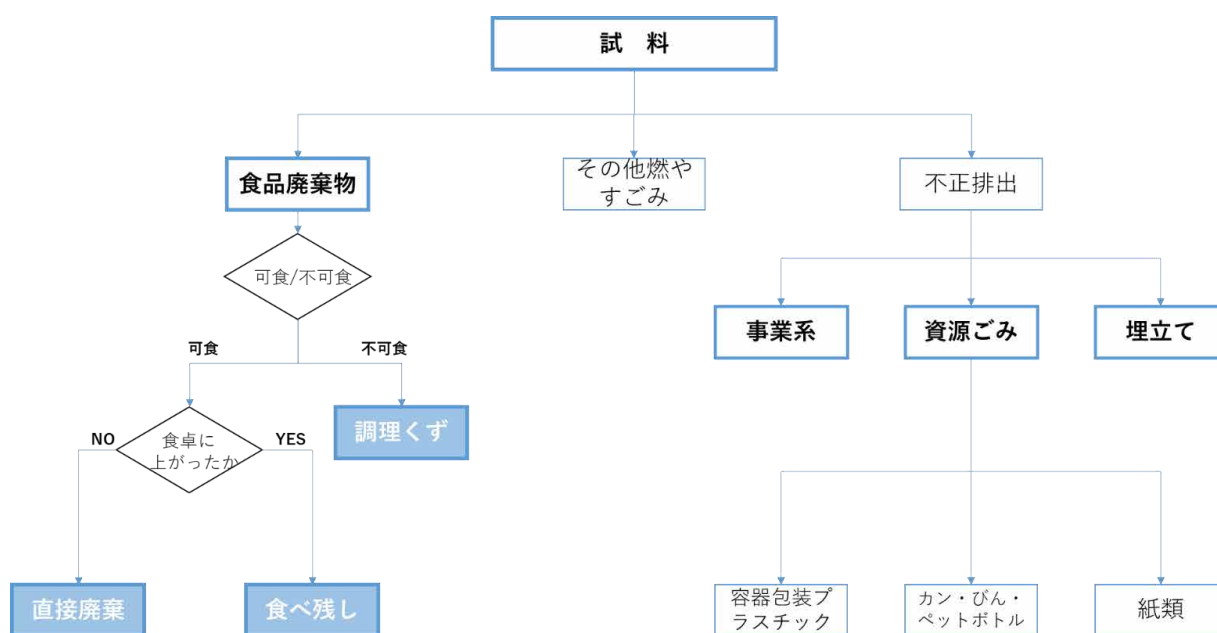 試　料
食品廃棄物
その他燃や
すごみ
不正排出
可食/不可食
可食
不可食
事業系
資源ごみ
埋立て
NO
食卓に
上がったか
YES
調理くず
直接廃棄
食べ残し
容器包装プ
ラスチック
カン・びん・
ペットボトル
紙類